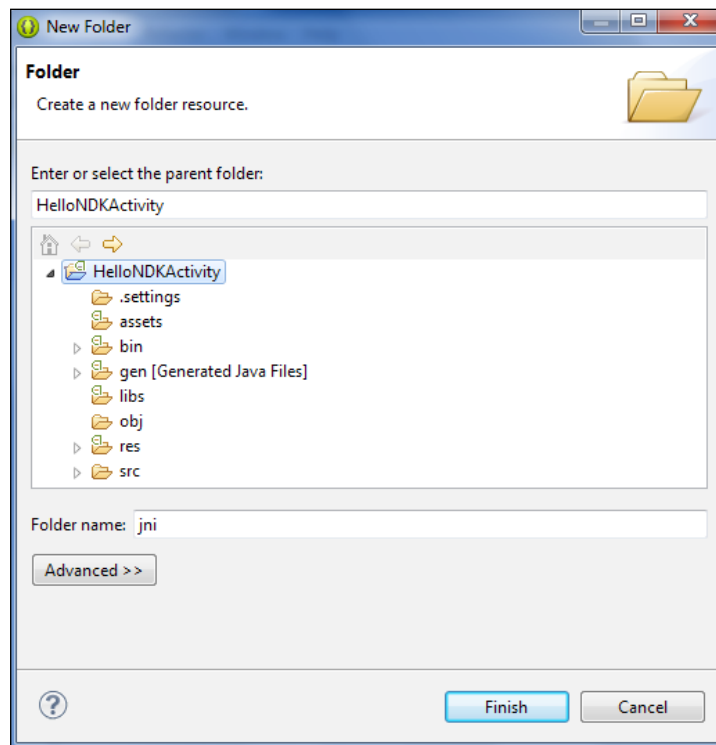 New Folder
Folder
Create a new folder resource.
Enter or select the parent folder:
HelloNDKActivity
HelloNDKActivity
.settings
assets
bin
gen [Generated Java Files]
libs
obj
res
src
Folder name: jni
Advanced >>
? Finish Cancel